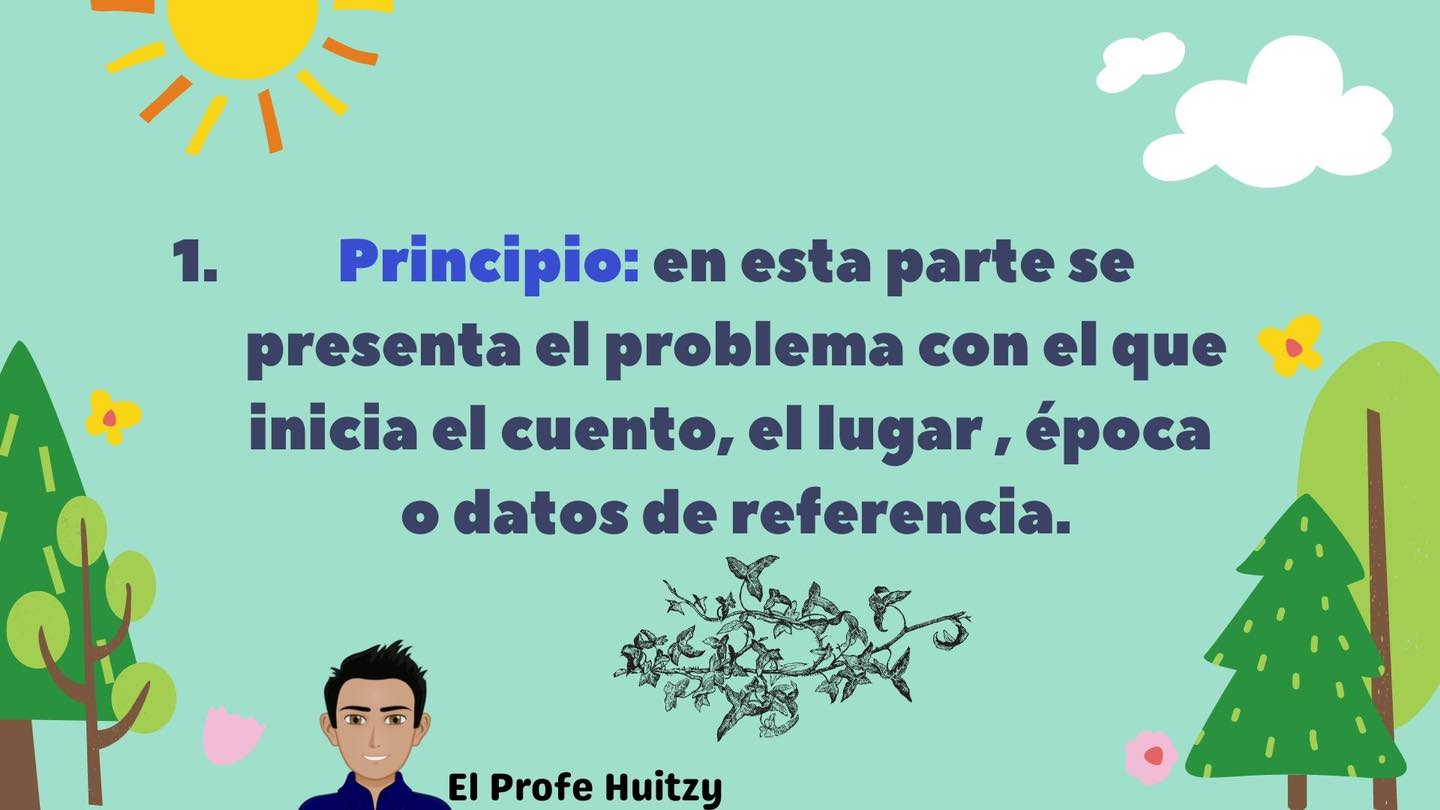 1. Principio: en esta parte se
presenta el problema con el que
inicia el cuento, el lugar , época
o datos de referencia.
El Profe Huitzy